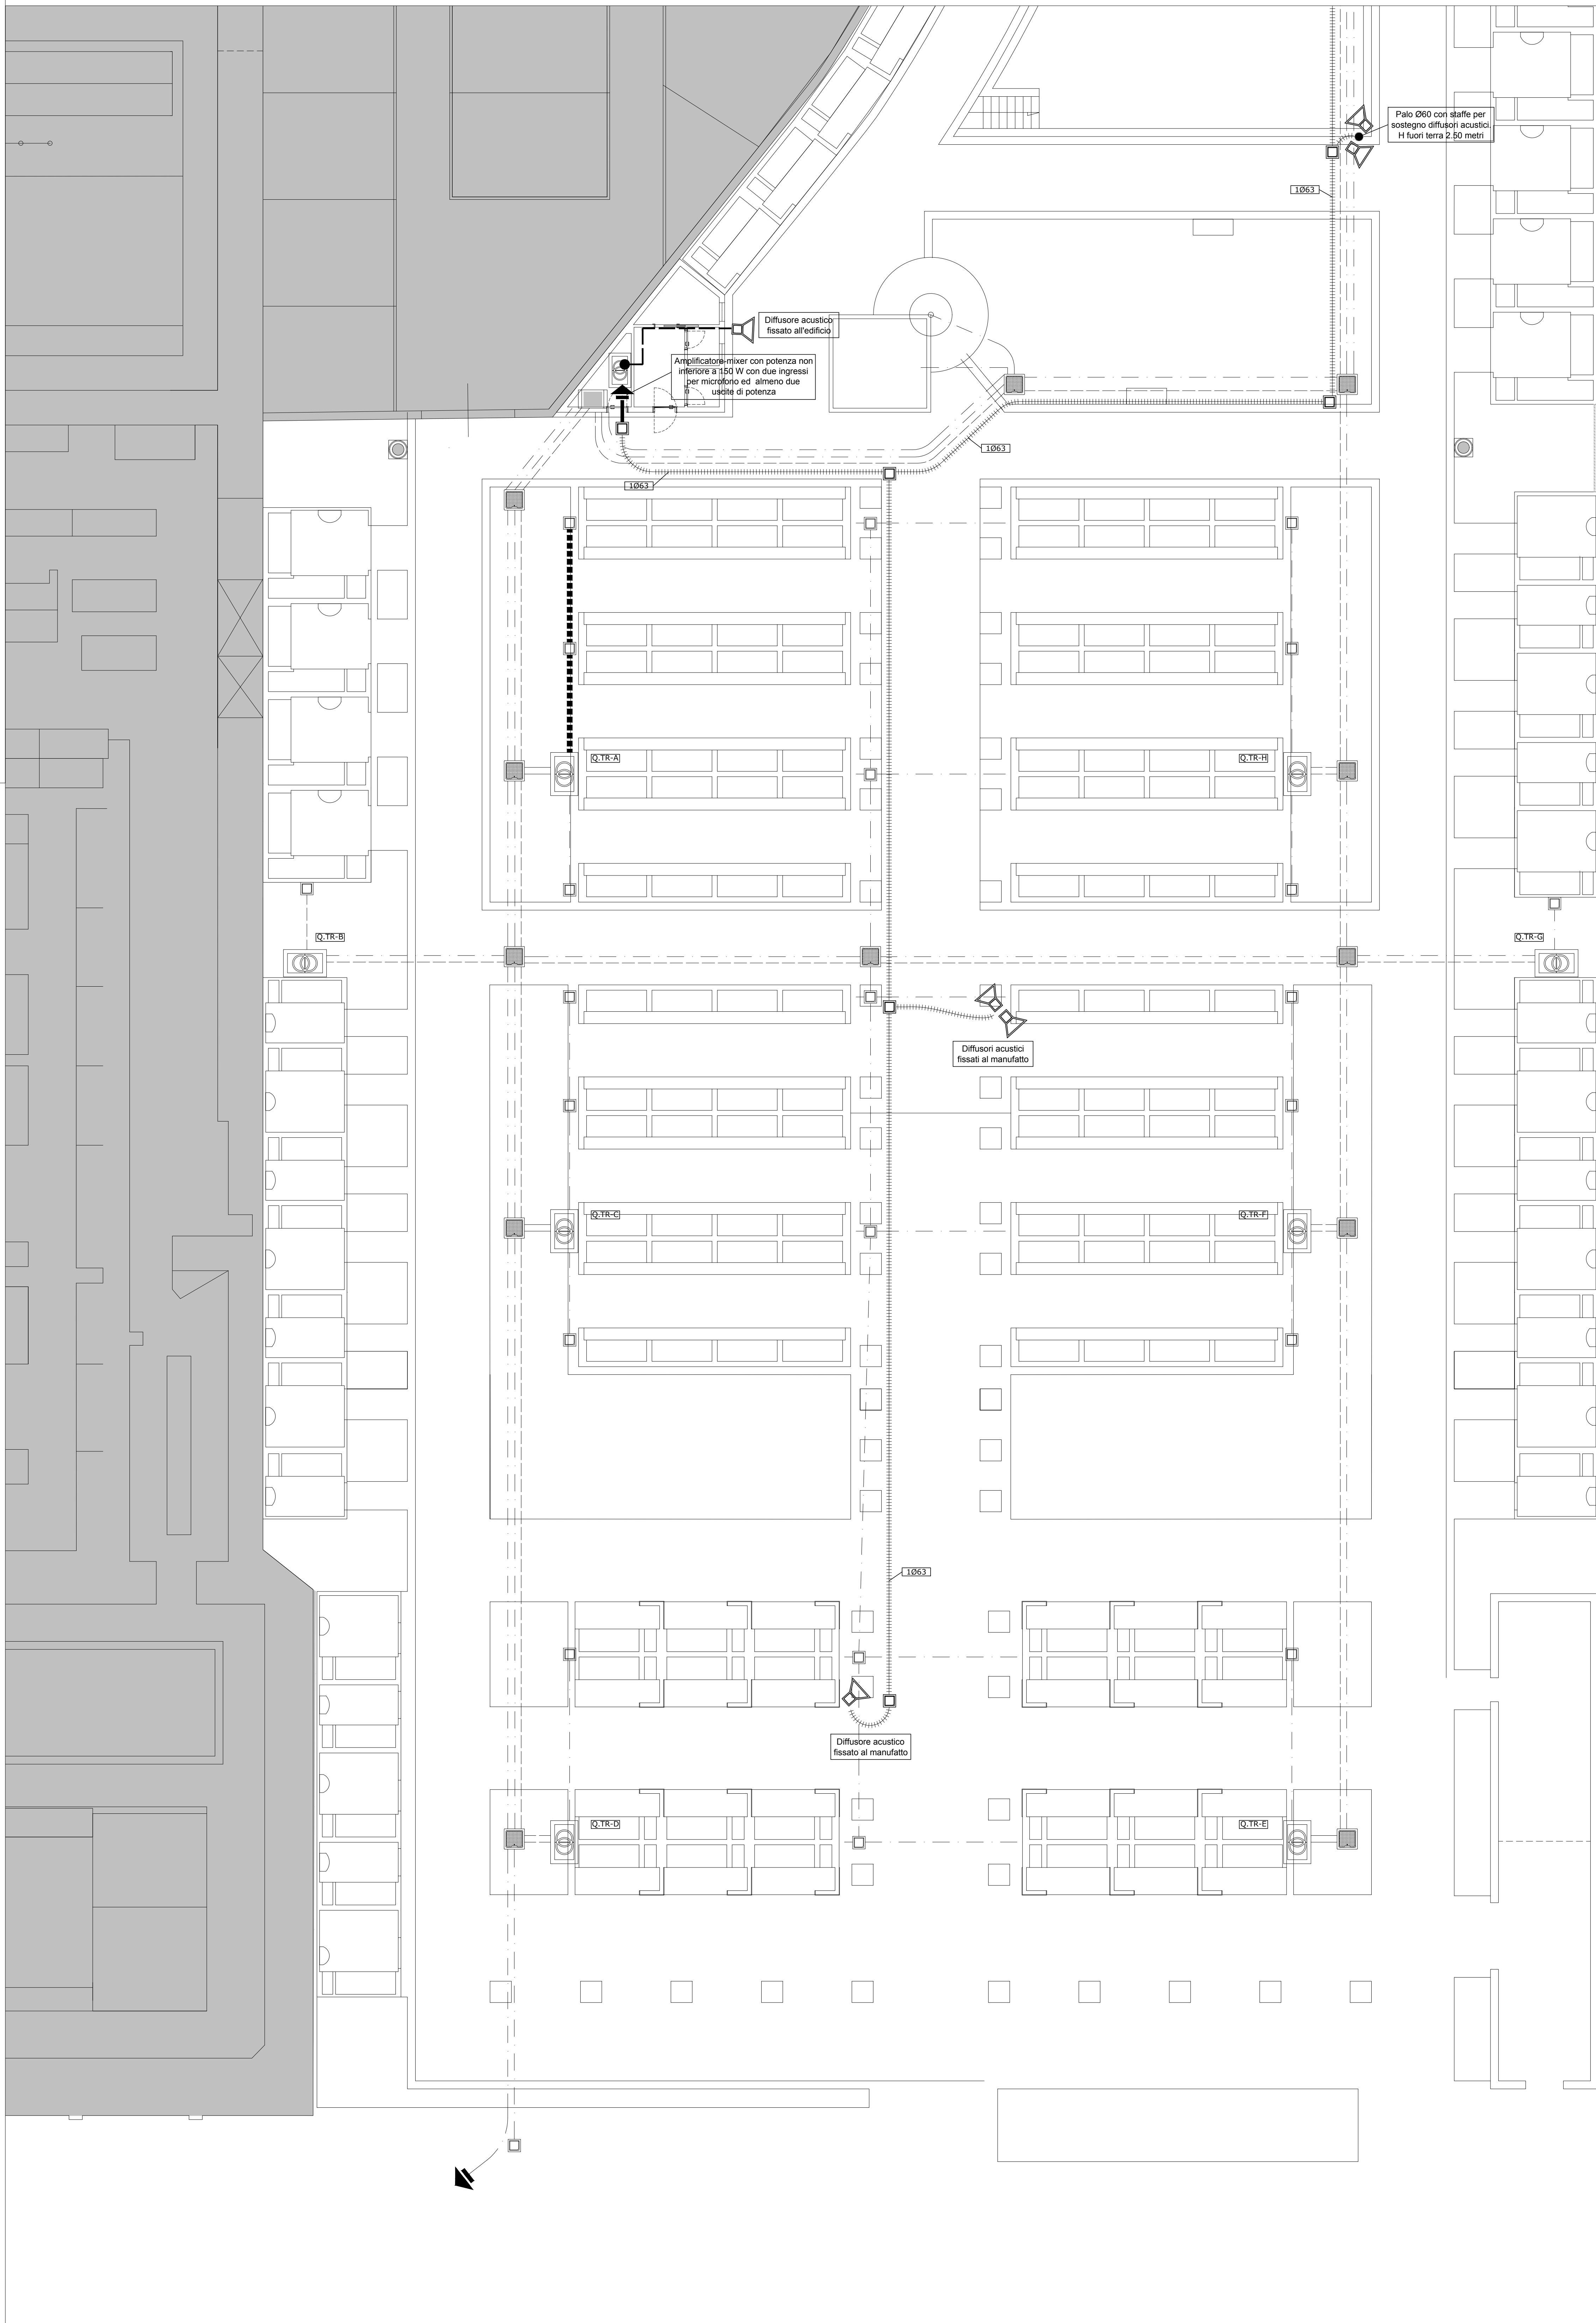 Palo Ø60 con staffe per
sostegno diffusori acustici.
H fuori terra 2.50 metri
1Ø63
Diffusore acustico
fissato all'edificio
Amplificatore-mixer con potenza non
inferiore a 150 W con due ingressi
per microfono ed almeno due
uscite di potenza
1Ø63
1Ø63
Q.TR-A
Q.TR-H
Q.TR-B
Q.TR-G
Diffusori acustici
fissati al manufatto
Q.TR-C
Q.TR-F
1Ø63
Diffusore acustico
fissato al manufatto
Q.TR-D
Q.TR-E